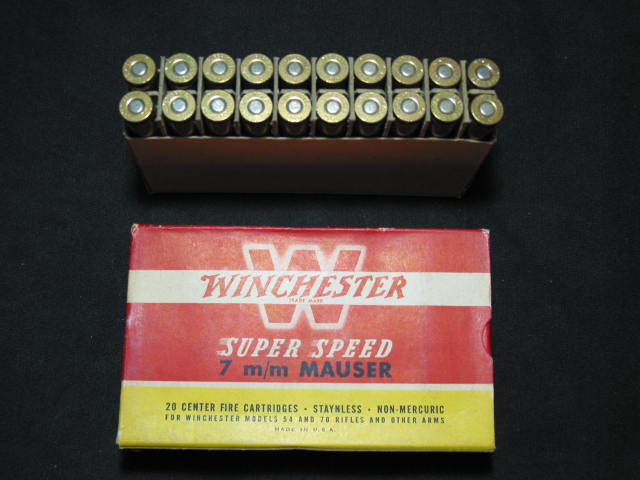 WINCHESTER
TRADE MARK
SUPER SPEED
7 m/m MAUSER
20 CENTER FIRE CARTRIDGES • STAYNLESS • NON-MERCURIC
FOR WINCHESTER MODELS 54 AND 70 RIFLES AND OTHER ARMS
MADE IN U.S.A.